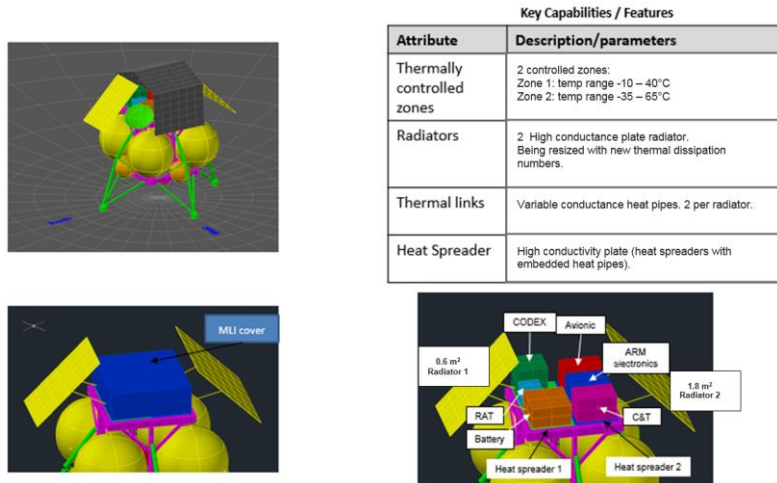 Key Capabilities / Features
Attribute
Description/parameters
Thermally
controlled
zones
2 controlled zones:
Zone 1: temp range -10 – 40°C
Zone 2: temp range -35 – 65°C
Radiators
2 High conductance plate radiator.
Being resized with new thermal dissipation
numbers.
Thermal links
Variable conductance heat pipes. 2 per radiator.
Heat Spreader
High conductivity plate (heat spreaders with
embedded heat pipes).
MLI cover
CODEX
Avionic
0.6 m²
Radiator 1
ARM
electronics
1.8 m²
Radiator 2
RAT
C&T
Battery
Heat spreader 1
Heat spreader 2